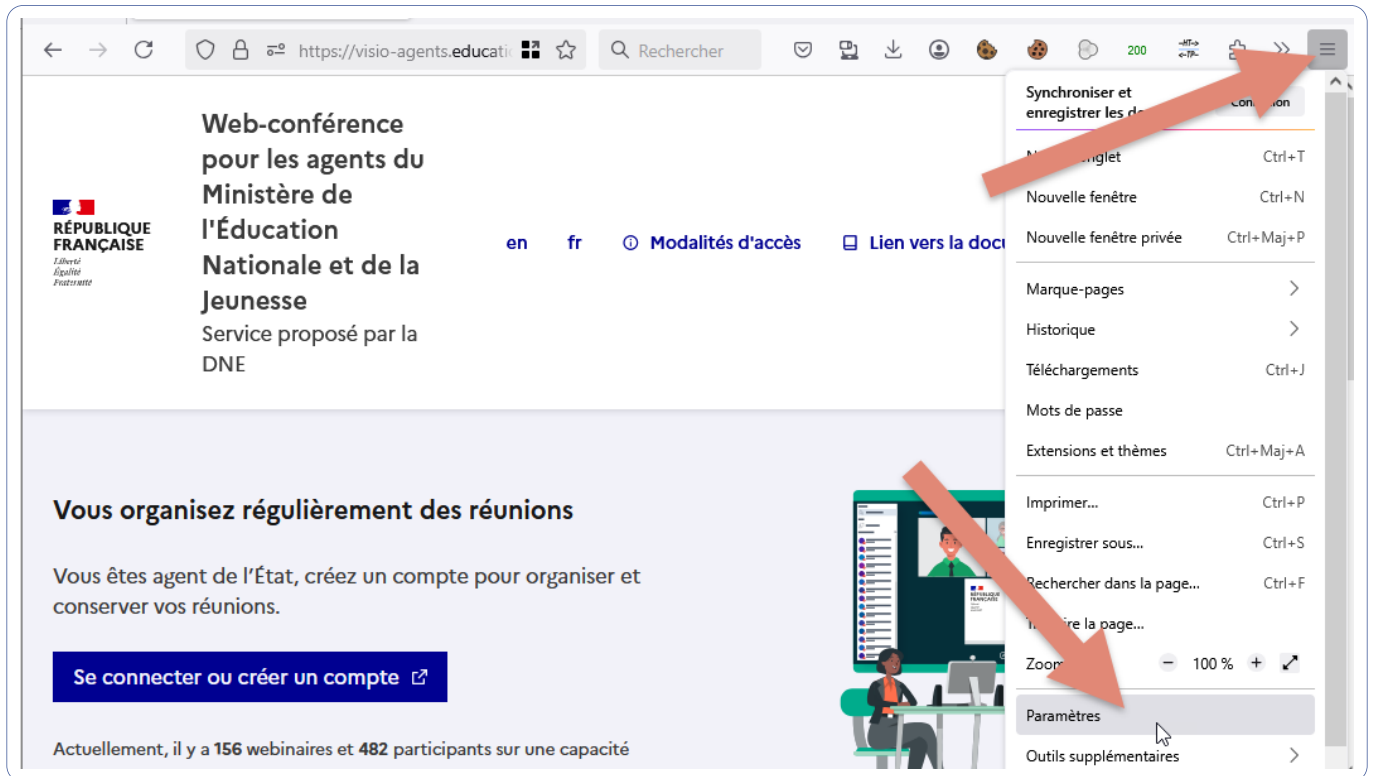 https://visio-agents.educati
Rechercher
200
Synchroniser et
enregistrer les
Ctrl+T
Nouvelle fenêtre Ctrl+N
Nouvelle fenêtre privée Ctrl+Maj+P
Marque-pages
Historique
Téléchargements Ctrl+J
Mots de passe
Extensions et thèmes Ctrl+Maj+A
Imprimer... Ctrl+P
Enregistrer sous... Ctrl+S
Rechercher dans la page... Ctrl+F
la page...
Zoom − 100 % +
Paramètres
Outils supplémentaires
RÉPUBLIQUE
FRANÇAISE
Liberté
Égalité
Fraternité
Web-conférence
pour les agents du
Ministère de
l'Éducation
Nationale et de la
Jeunesse
Service proposé par la
DNE
en fr Modalités d'accès Lien vers la docu
Vous organisez régulièrement des réunions
Vous êtes agent de l’État, créez un compte pour organiser et
conserver vos réunions.
Se connecter ou créer un compte
Actuellement, il y a 156 webinaires et 482 participants sur une capacité
RÉPUBLIQUE
FRANÇAISE